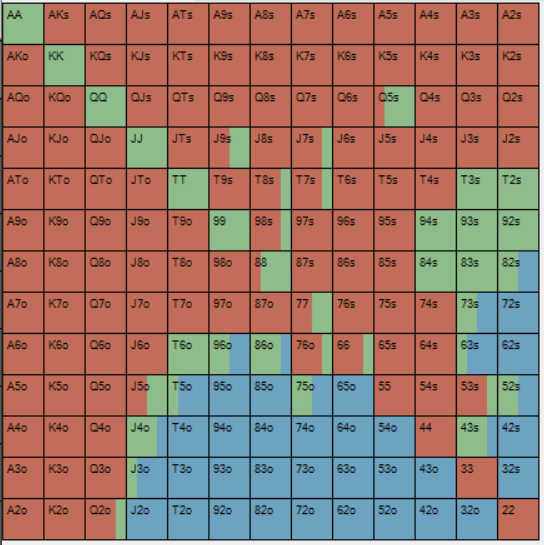 AA AKs AQs AJs ATs A9s A8s A7s A6s A5s A4s A3s A2s
AKo KK KQs KJs KTs K9s K8s K7s K6s K5s K4s K3s K2s
AQo KQo QQ QJs QTs Q9s Q8s Q7s Q6s Q5s Q4s Q3s Q2s
AJo KJo QJo JJ JTs J9s J8s J7s J6s J5s J4s J3s J2s
ATo KTo QTo JTo TT T9s T8s T7s T6s T5s T4s T3s T2s
A9o K9o Q9o J9o T9o 99 98s 97s 96s 95s 94s 93s 92s
A8o K8o Q8o J8o T8o 98o 88 87s 86s 85s 84s 83s 82s
A7o K7o Q7o J7o T7o 97o 87o 77 76s 75s 74s 73s 72s
A6o K6o Q6o J6o T6o 96o 86o 76o 66 65s 64s 63s 62s
A5o K5o Q5o J5o T5o 95o 85o 75o 65o 55 54s 53s 52s
A4o K4o Q4o J4o T4o 94o 84o 74o 64o 54o 44 43s 42s
A3o K3o Q3o J3o T3o 93o 83o 73o 63o 53o 43o 33 32s
A2o K2o Q2o J2o T2o 92o 82o 72o 62o 52o 42o 32o 22